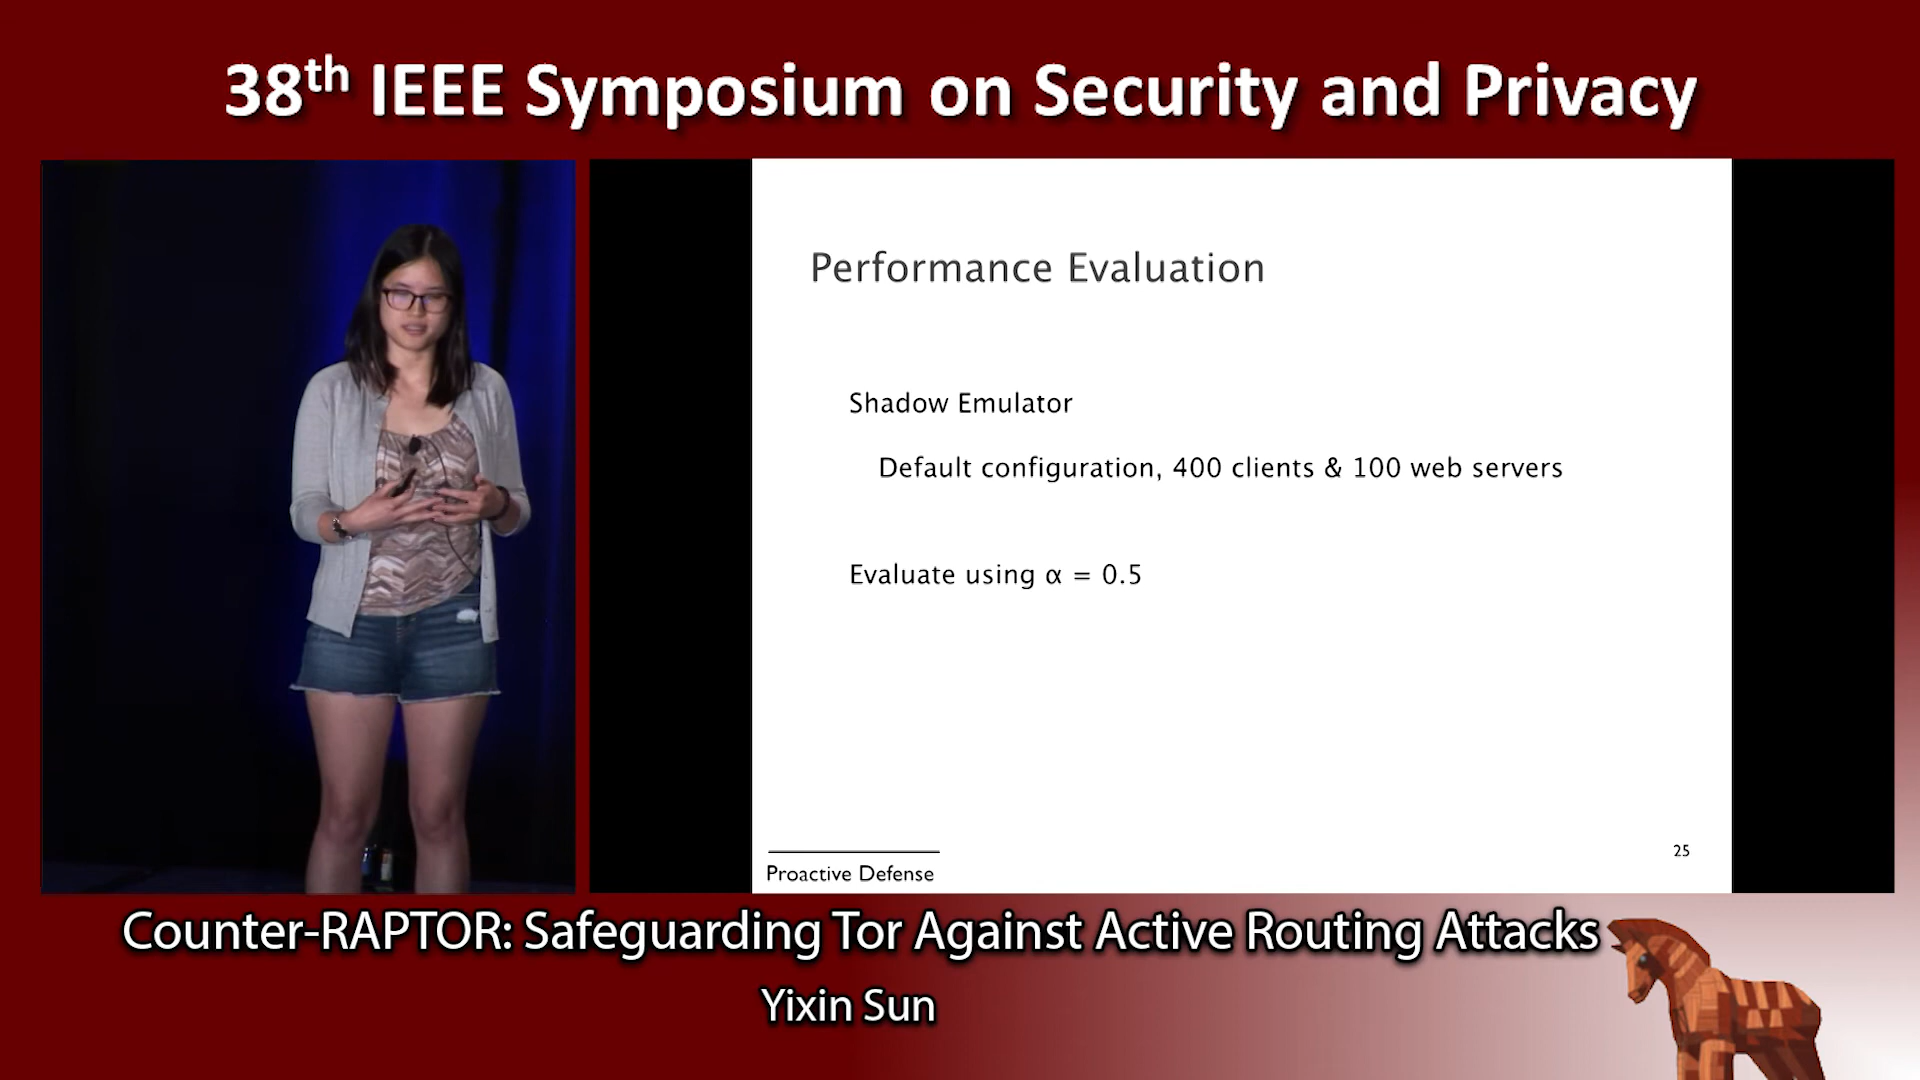 38th IEEE Symposium on Security and Privacy
Performance Evaluation
Shadow Emulator
Default configuration, 400 clients & 100 web servers
Evaluate using α = 0.5
25
Proactive Defense
Counter-RAPTOR: Safeguarding Tor Against Active Routing Attacks
Yixin Sun